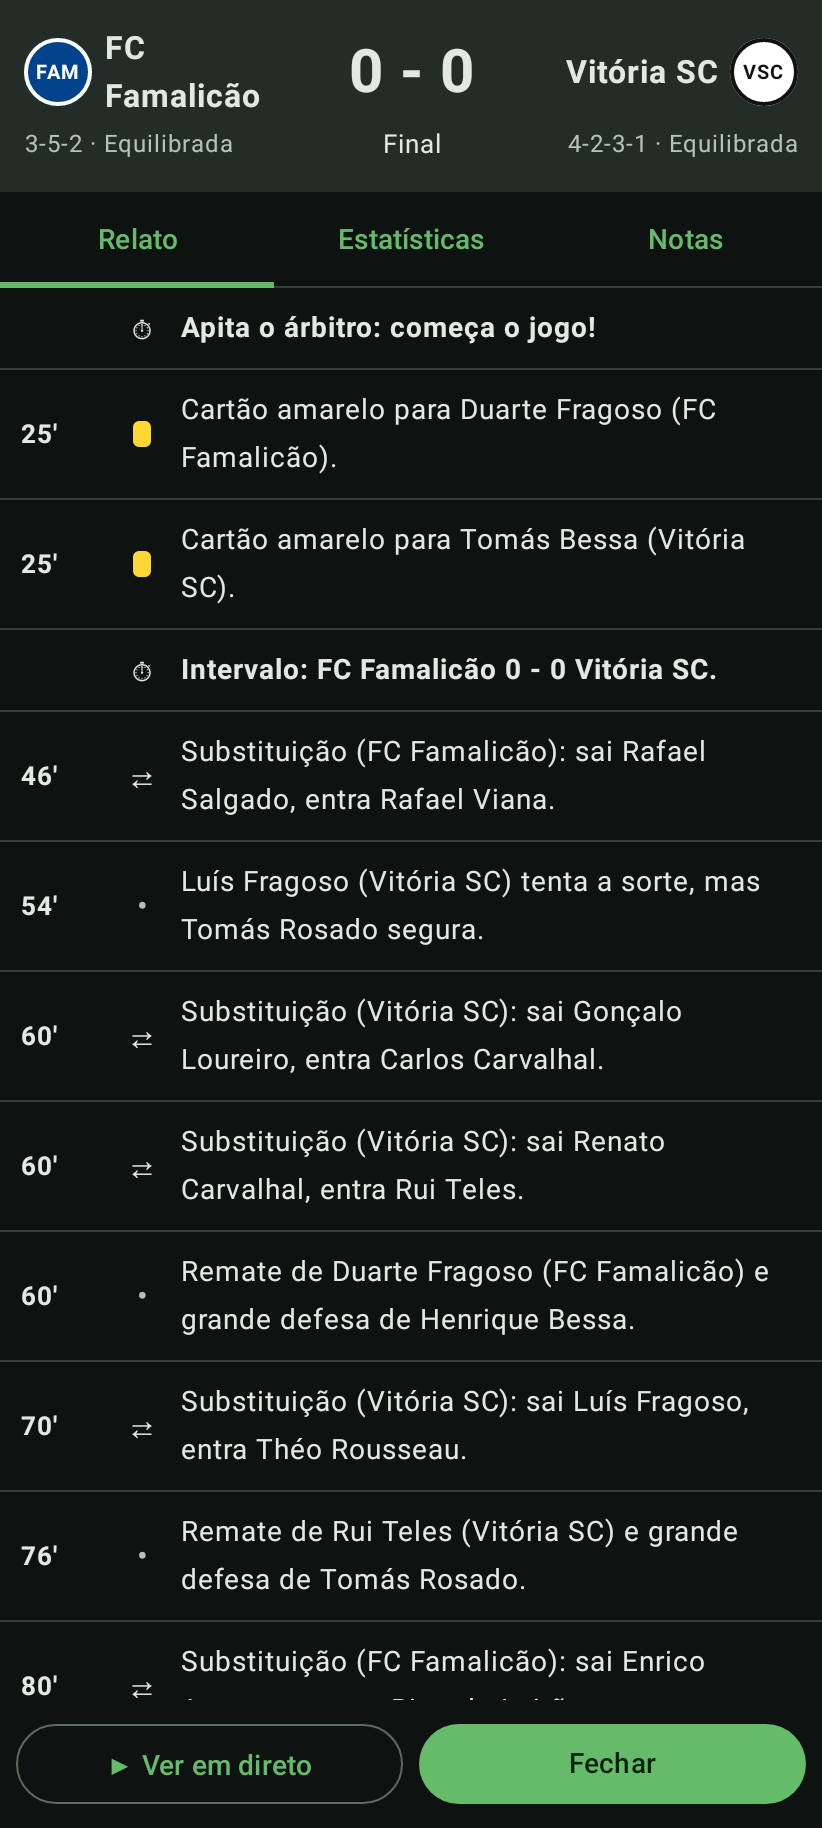 FAM
FC
Famalicão
0 - 0
Vitória SC
VSC
3-5-2 · Equilibrada
Final
4-2-3-1 · Equilibrada
Relato
Estatísticas
Notas
Apita o árbitro: começa o jogo!
25'
Cartão amarelo para Duarte Fragoso (FC
Famalicão).
25'
Cartão amarelo para Tomás Bessa (Vitória
SC).
Intervalo: FC Famalicão 0 - 0 Vitória SC.
46'
Substituição (FC Famalicão): sai Rafael
Salgado, entra Rafael Viana.
54'
Luís Fragoso (Vitória SC) tenta a sorte, mas
Tomás Rosado segura.
60'
Substituição (Vitória SC): sai Gonçalo
Loureiro, entra Carlos Carvalhal.
60'
Substituição (Vitória SC): sai Renato
Carvalhal, entra Rui Teles.
60'
Remate de Duarte Fragoso (FC Famalicão) e
grande defesa de Henrique Bessa.
70'
Substituição (Vitória SC): sai Luís Fragoso,
entra Théo Rousseau.
76'
Remate de Rui Teles (Vitória SC) e grande
defesa de Tomás Rosado.
80'
Substituição (FC Famalicão): sai Enrico
► Ver em direto
Fechar